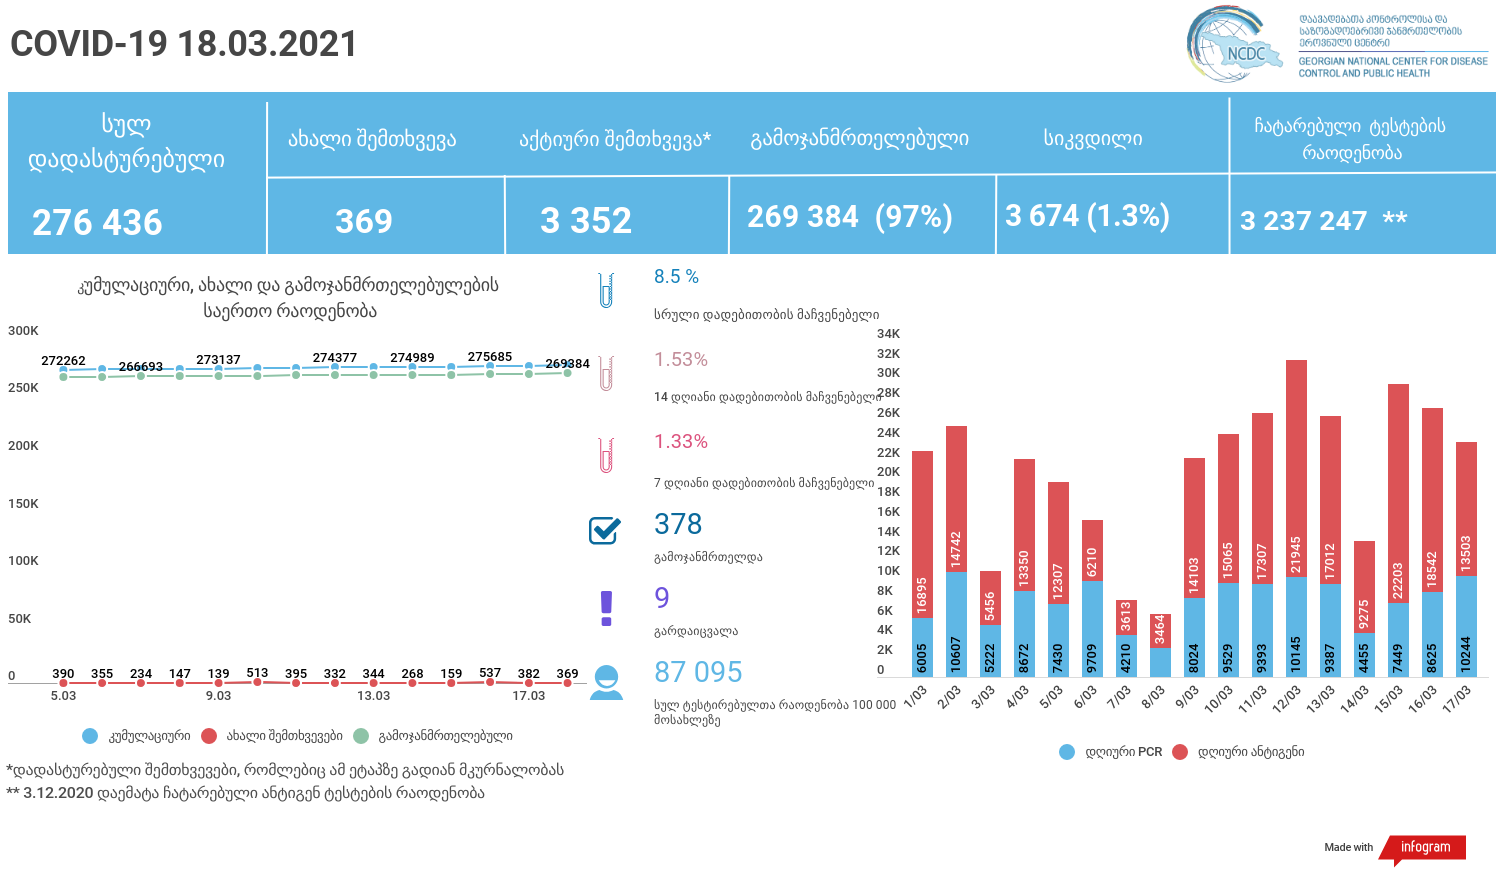 COVID-19 18.03.2021
დაავადებათა კონტროლისა და
საზოგადოებრივი ჯანმრთელობის
ეროვნული ცენტრი
NCDC
GEORGIAN NATIONAL CENTER FOR DISEASE
CONTROL AND PUBLIC HEALTH
სულ
დადასტურებული
276 436
ახალი შემთხვევა
369
აქტიური შემთხვევა*
3 352
გამოჯანმრთელებული
269 384 (97%)
სიკვდილი
3 674 (1.3%)
ჩატარებული ტესტების
რაოდენობა
3 237 247 **
კუმულაციური, ახალი და გამოჯანმრთელებულების
საერთო რაოდენობა
300K
250K
200K
150K
100K
50K
0
272262
266693
273137
274377
274989
275685
269384
390 355 234 147 139 513 395 332 344 268 159 537 382 369
5.03 9.03 13.03 17.03
კუმულაციური ახალი შემთხვევები გამოჯანმრთელებული
*დადასტურებული შემთხვევები, რომლებიც ამ ეტაპზე გადიან მკურნალობას
** 3.12.2020 დაემატა ჩატარებული ანტიგენ ტესტების რაოდენობა
8.5 %
სრული დადებითობის მაჩვენებელი
1.53%
14 დღიანი დადებითობის მაჩვენებელი
1.33%
7 დღიანი დადებითობის მაჩვენებელი
378
გამოჯანმრთელდა
9
გარდაიცვალა
87 095
სულ ტესტირებულთა რაოდენობა 100 000
მოსახლეზე
34K
32K
30K
28K
26K
24K
22K
20K
18K
16K
14K
12K
10K
8K
6K
4K
2K
0
16895 14742 5456 13350 12307 6210 3613 3464 14103 15065 17307 21945 17012 9275 22203 18542 13503
6005 10607 5222 8672 7430 9709 4210 8024 9529 9393 10145 9387 4455 7449 8625 10244
1/03 2/03 3/03 4/03 5/03 6/03 7/03 8/03 9/03 10/03 11/03 12/03 13/03 14/03 15/03 16/03 17/03
დღიური PCR დღიური ანტიგენი
Made with infogram